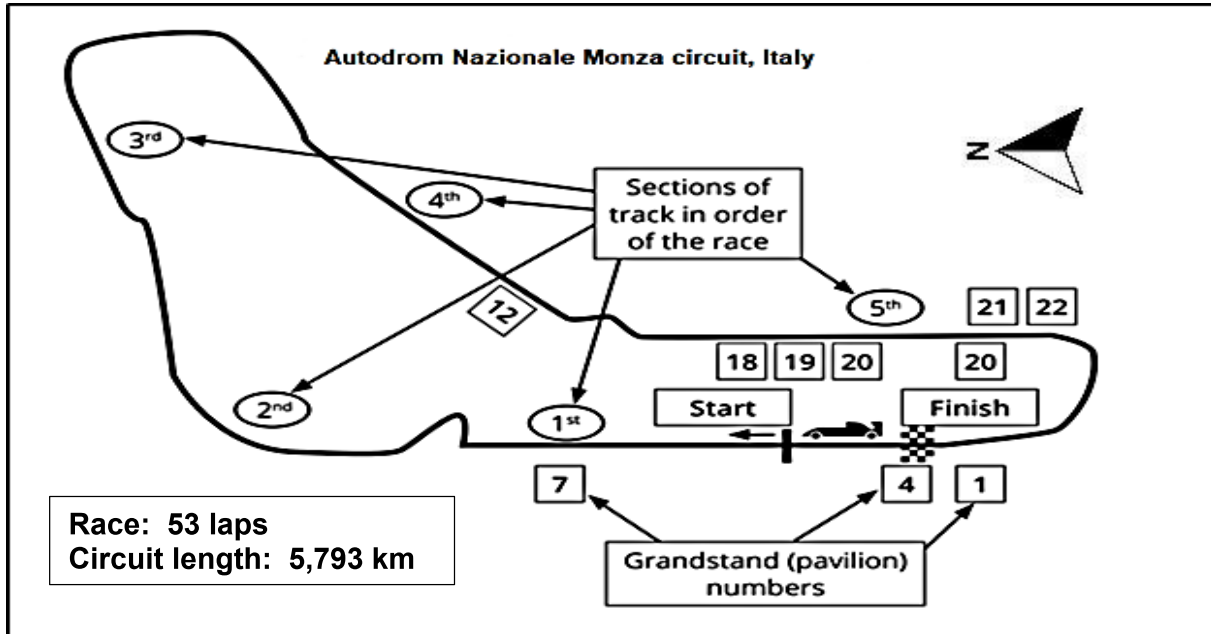 Autodrom Nazionale Monza circuit, Italy
3rd
N
4th
Sections of
track in order
of the race
12
5th
21 22
18 19 20 20
2nd
1st
Start
Finish
7
4
1
Race: 53 laps
Circuit length: 5,793 km
Grandstand (pavilion)
numbers